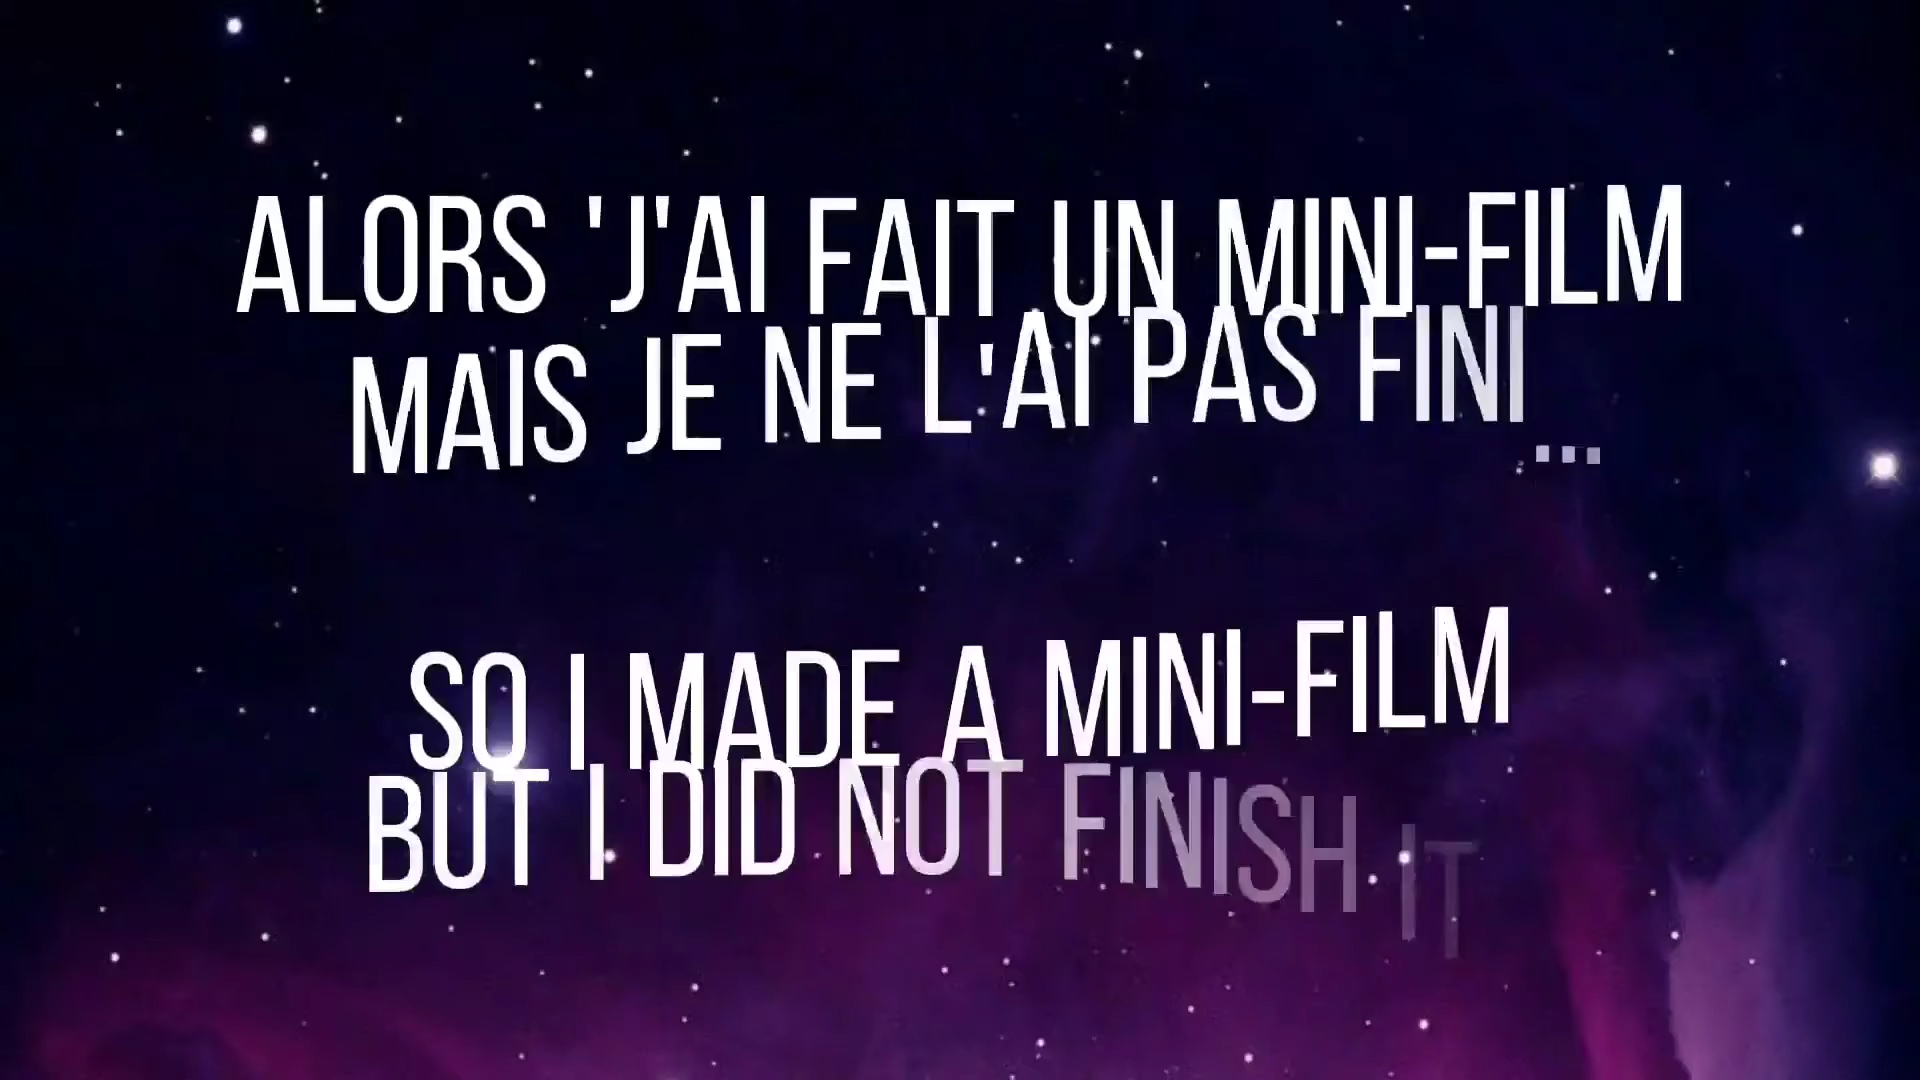 ALORS 'J'AI FAIT UN MINI-FILM
MAIS JE NE L'AI PAS FINI...
SO I MADE A MINI-FILM
BUT I DID NOT FINISH IT